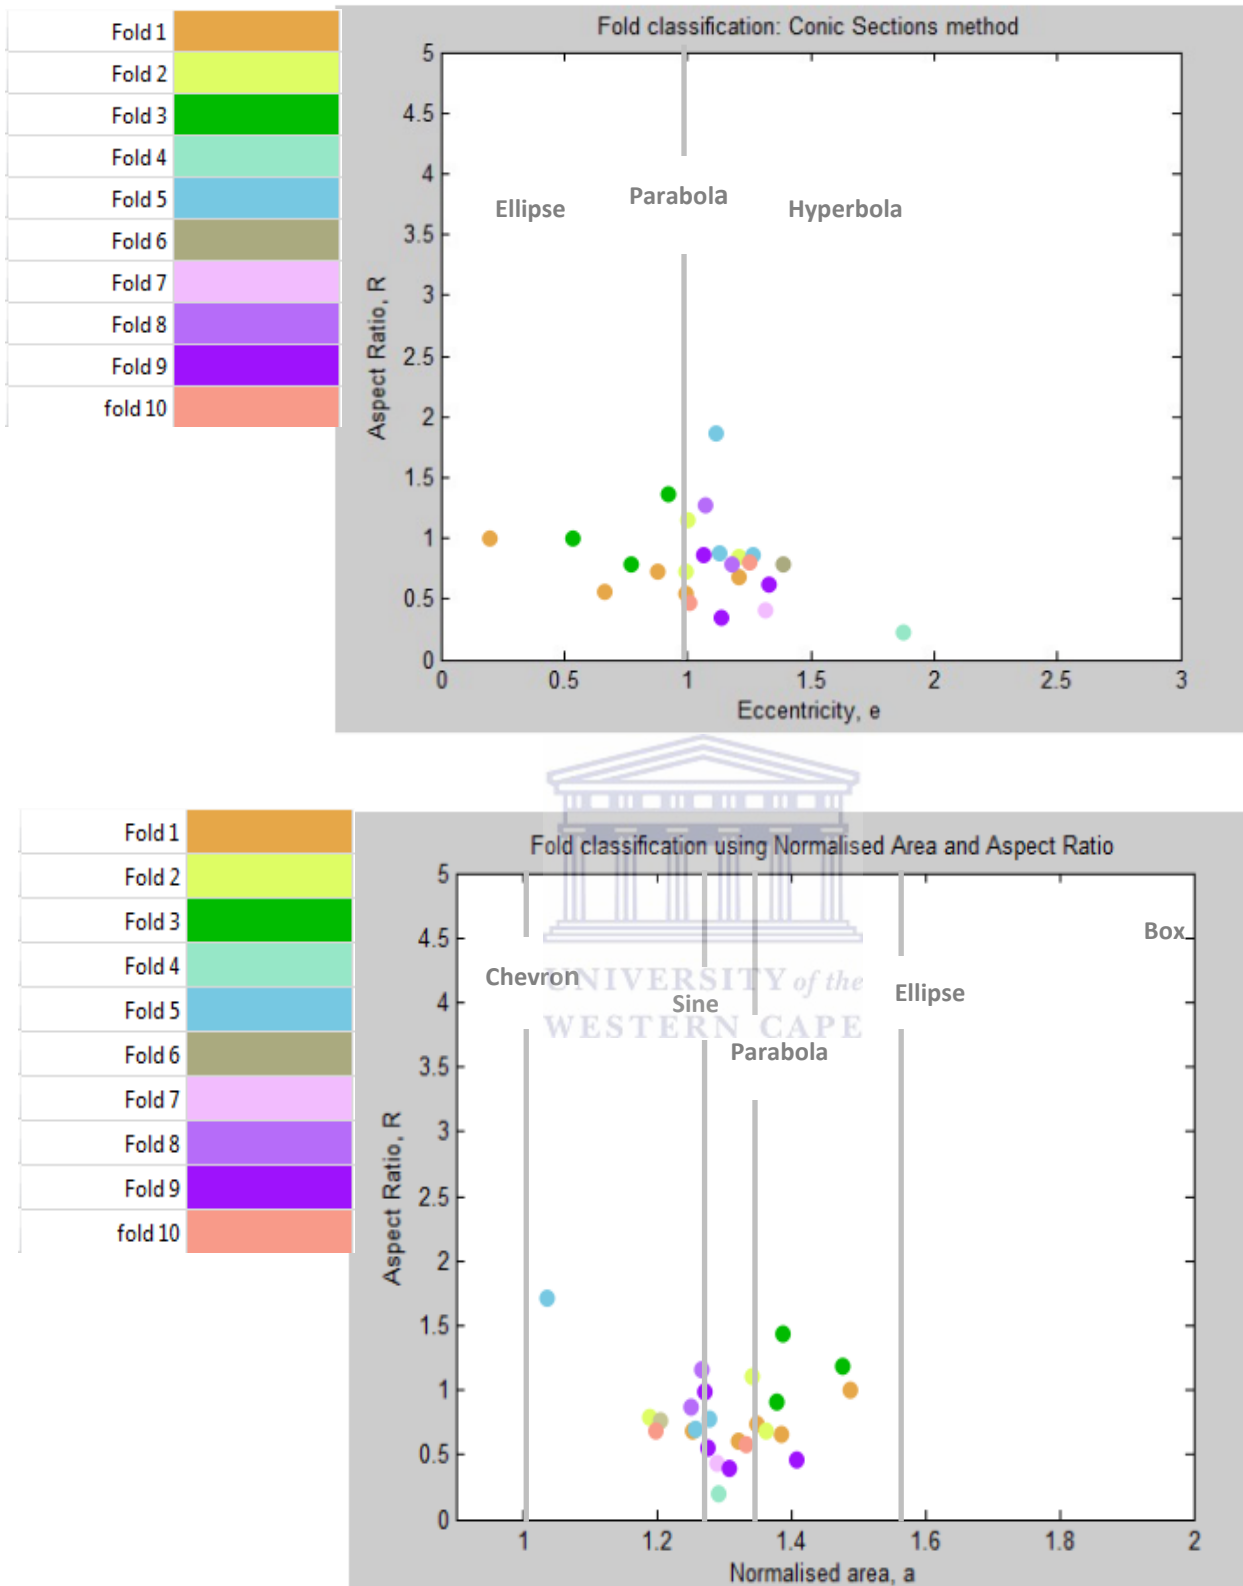 Fold 1
Fold 2
Fold 3
Fold 4
Fold 5
Fold 6
Fold 7
Fold 8
Fold 9
fold 10
Fold classification: Conic Sections method
5
4.5
4
3.5
3
2.5
2
1.5
1
0.5
0
Aspect Ratio, R
Ellipse
Parabola
Hyperbola
0 0.5 1 1.5 2 2.5 3
Eccentricity, e
Fold 1
Fold 2
Fold 3
Fold 4
Fold 5
Fold 6
Fold 7
Fold 8
Fold 9
fold 10
Fold classification using Normalised Area and Aspect Ratio
5
4.5
4
3.5
3
2.5
2
1.5
1
0.5
0
Aspect Ratio, R
Box
Chevron
Sine
Ellipse
Parabola
UNIVERSITY of the
WESTERN CAPE
1 1.2 1.4 1.6 1.8 2
Normalised area, a